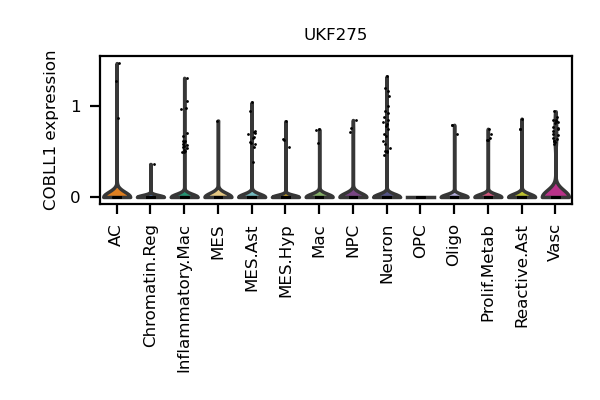 UKF275
COBLL1 expression
1
0
AC
Chromatin.Reg
Inflammatory.Mac
MES
MES.Ast
MES.Hyp
Mac
NPC
Neuron
OPC
Oligo
Prolif.Metab
Reactive.Ast
Vasc